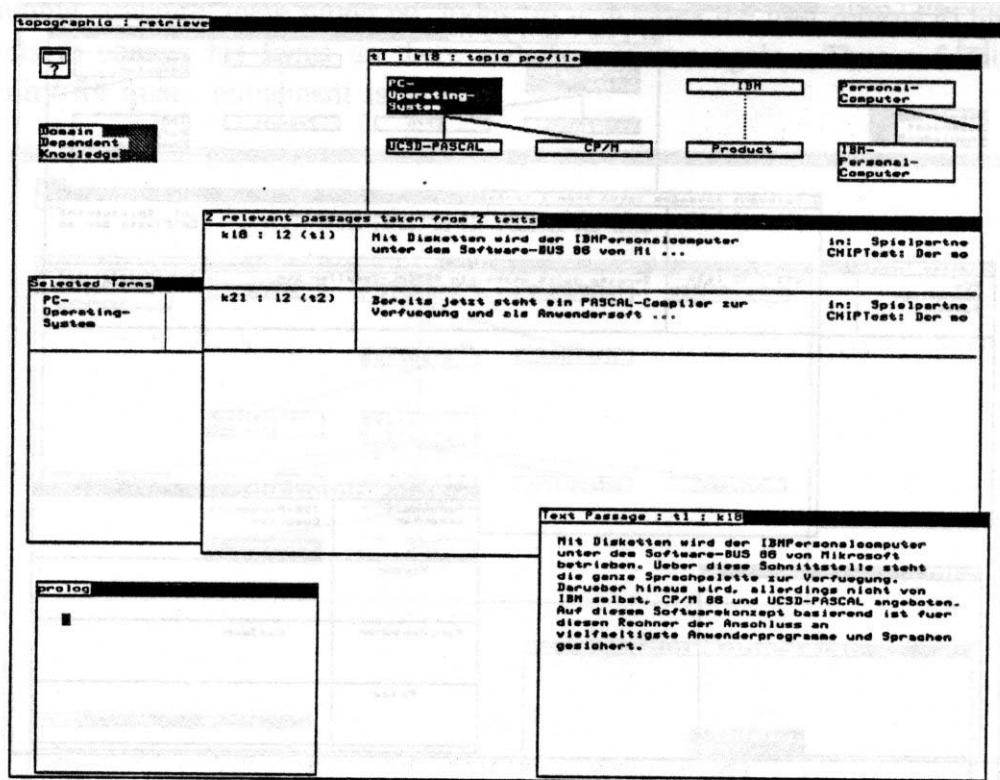 topographic : retrieve
?
Domain
Dependent
Knowledge
t1 : k18 : topic profile
PC-
Operating-
System
UCSD-PASCAL
CP/M
IBM
Product
Personal-
Computer
IBM-
Personal-
Computer
2 relevant passages taken from 2 texts
k18 : 12 (t1)
Mit Disketten wird der IBMPersonalcomputer
unter dem Software-BUS 86 von Mi ...
in: Spielpartne
CHIPTest: Der mo
k21 : 12 (t2)
Bereits jetzt steht ein PASCAL-Compiler zur
Verfuegung und als Anwendersoft ...
in: Spielpartne
CHIPTest: Der mo
Selected Terms
PC-
Operating-
System
Text Passage : t1 : k18
Mit Disketten wird der IBMPersonalcomputer
unter dem Software-BUS 86 von Mikrosoft
betrieben. Ueber diese Schnittstelle steht
die ganze Sprachpalette zur Verfuegung.
Darueber hinaus wird, allerdings nicht von
IBM selbst, CP/M 86 und UCSD-PASCAL angeboten.
Auf diesem Softwarekonzept basierend ist fuer
diesen Rechner der Anschluss an
vielfaeltigste Anwenderprogramme und Sprachen
gesichert.
prolog